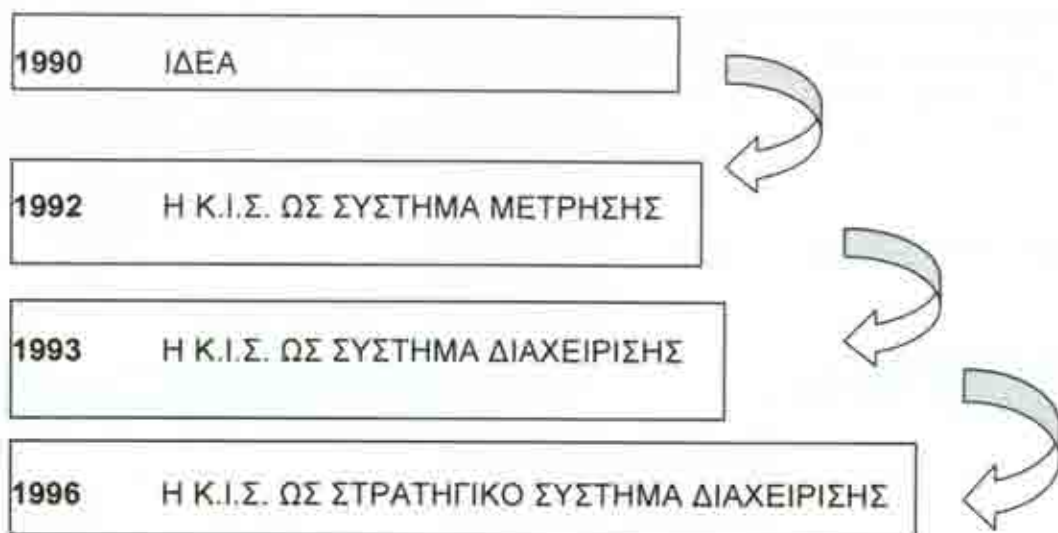 1990 ΙΔΕΑ
1992 Η Κ.Ι.Σ. ΩΣ ΣΥΣΤΗΜΑ ΜΕΤΡΗΣΗΣ
1993 Η Κ.Ι.Σ. ΩΣ ΣΥΣΤΗΜΑ ΔΙΑΧΕΙΡΙΣΗΣ
1996 Η Κ.Ι.Σ. ΩΣ ΣΤΡΑΤΗΓΙΚΟ ΣΥΣΤΗΜΑ ΔΙΑΧΕΙΡΙΣΗΣ